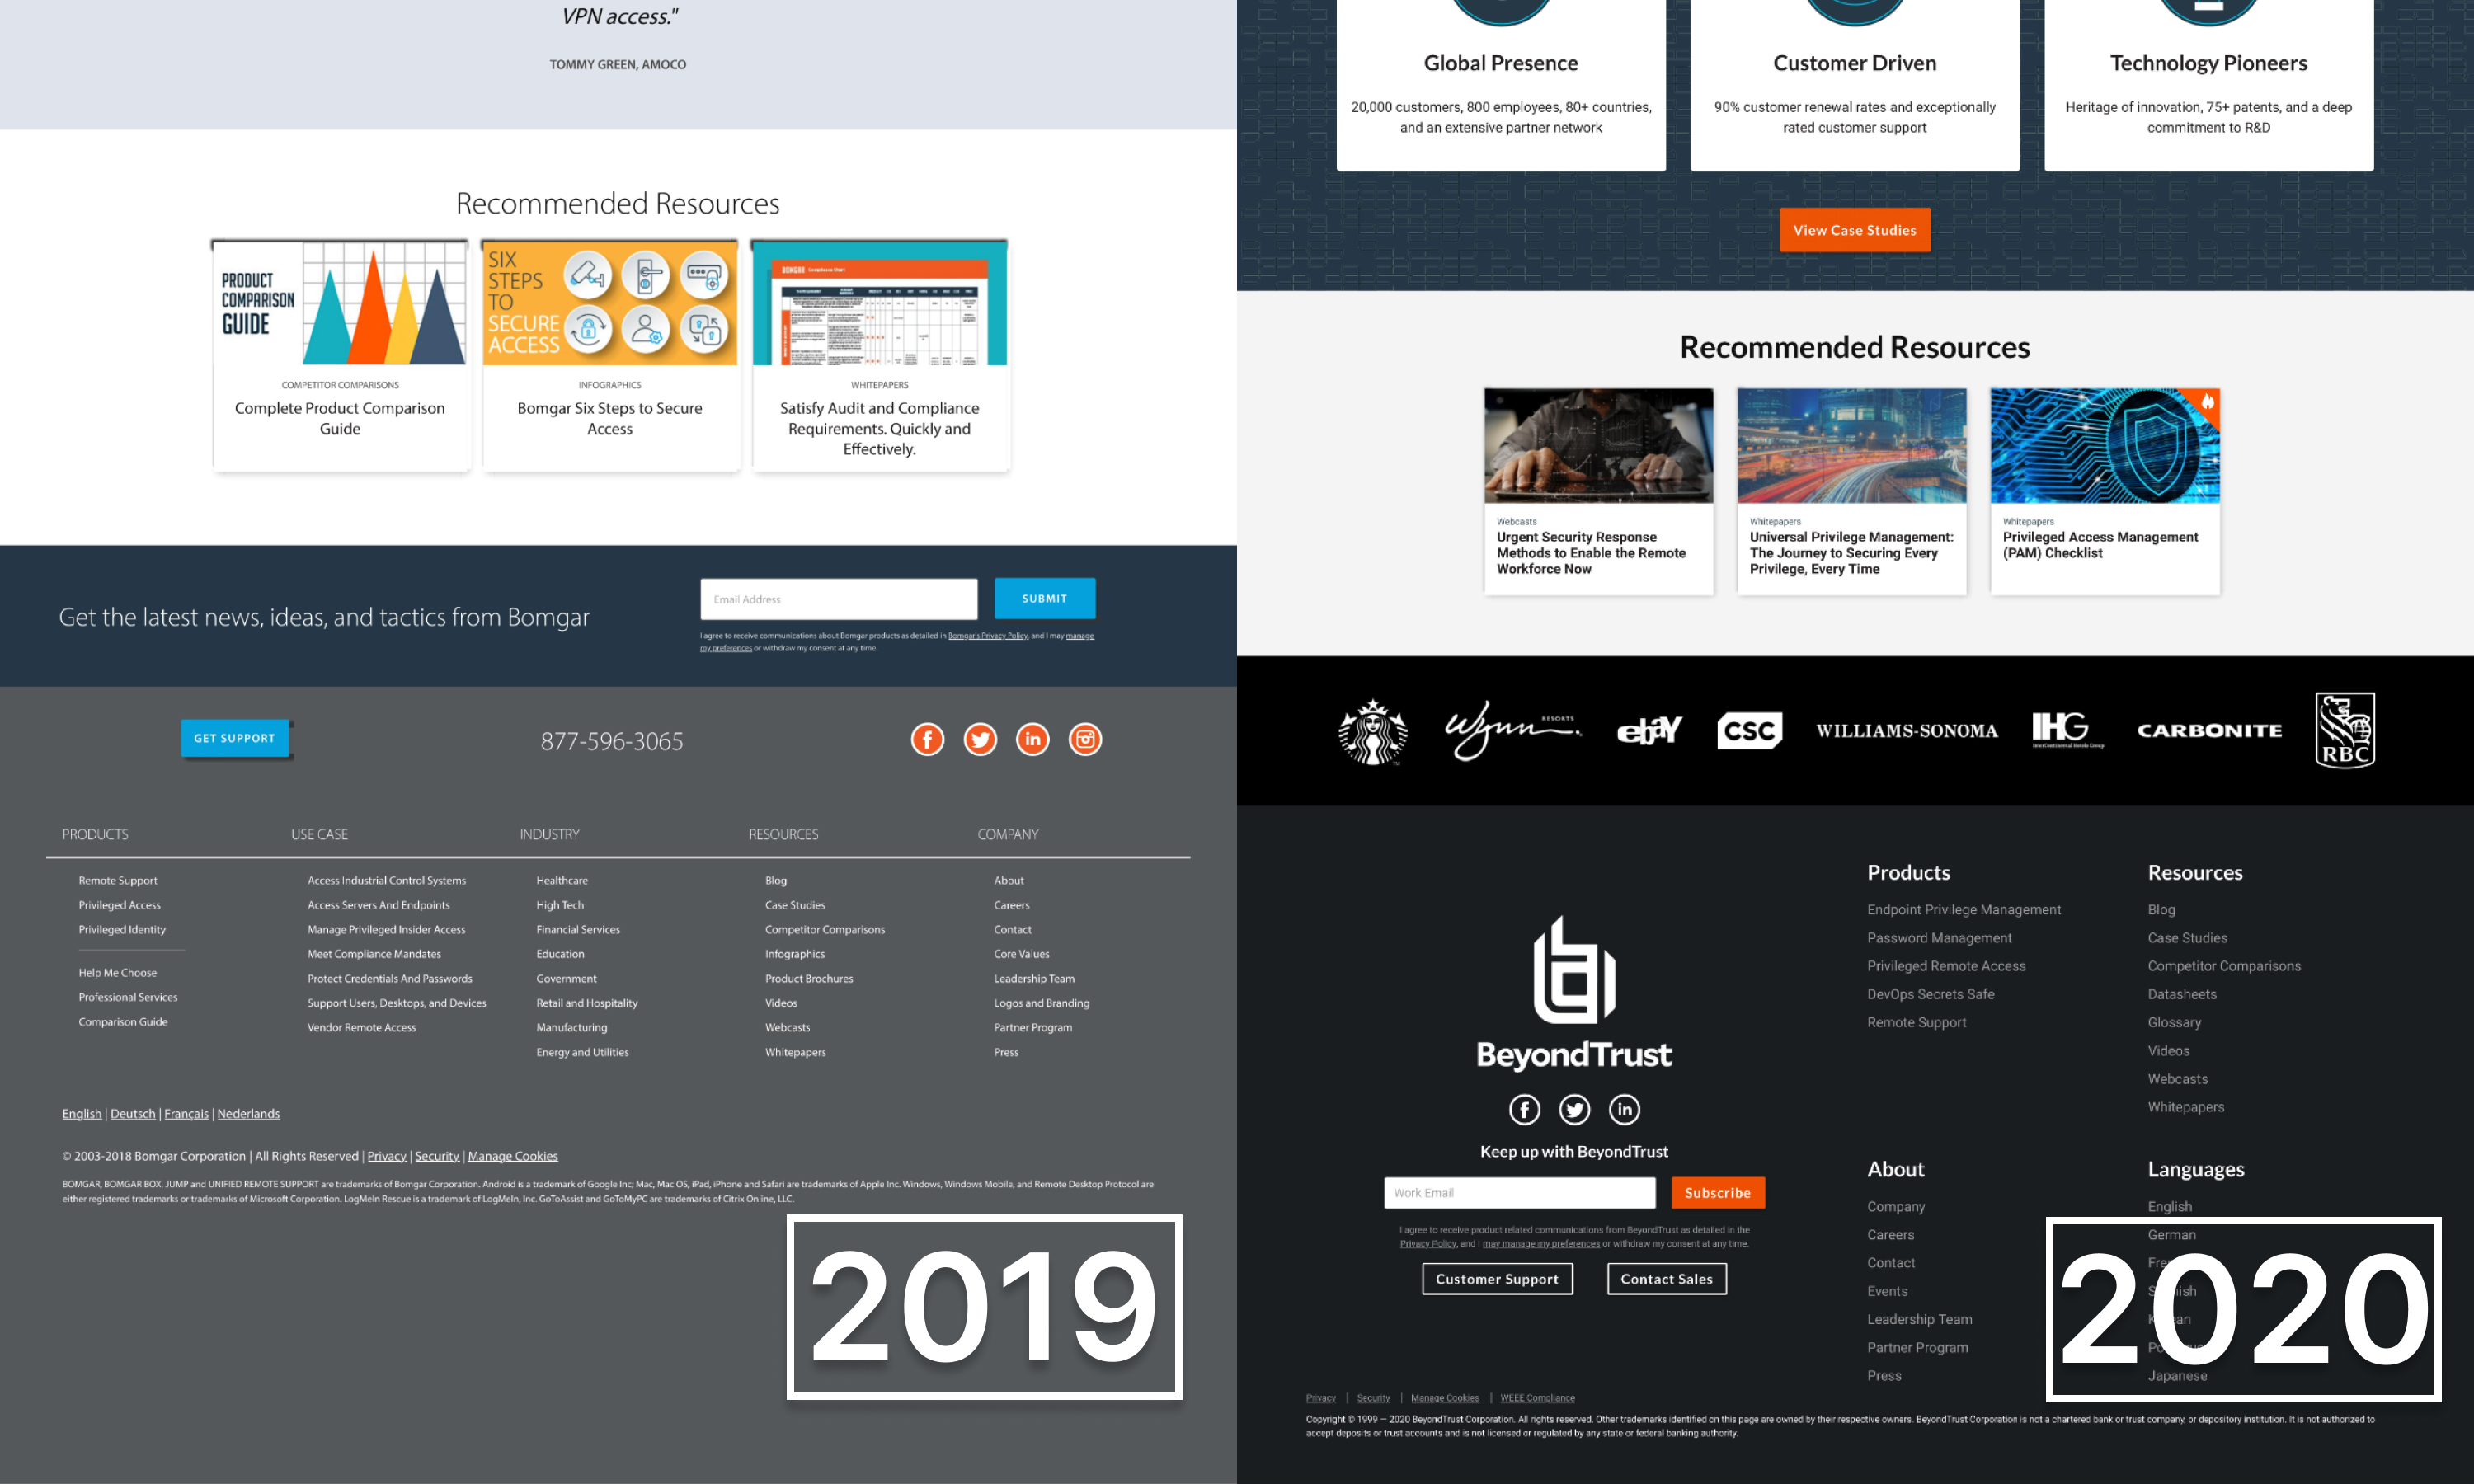 VPN access."
TOMMY GREEN, AMOCO
Recommended Resources
PRODUCT
COMPARISON
GUIDE
COMPETITOR COMPARISONS
Complete Product Comparison
Guide
SIX
STEPS
TO
SECURE
ACCESS
INFOGRAPHICS
Bomgar Six Steps to Secure
Access
BOMGAR Compliance Chart
WHITEPAPERS
Satisfy Audit and Compliance
Requirements. Quickly and
Effectively.
Get the latest news, ideas, and tactics from Bomgar
Email Address
SUBMIT
I agree to receive communications about Bomgar products as detailed in Bomgar's Privacy Policy, and I may manage
my preferences or withdraw my consent at any time.
GET SUPPORT
877-596-3065
PRODUCTS
Remote Support
Privileged Access
Privileged Identity
Help Me Choose
Professional Services
Comparison Guide
USE CASE
Access Industrial Control Systems
Access Servers And Endpoints
Manage Privileged Insider Access
Meet Compliance Mandates
Protect Credentials And Passwords
Support Users, Desktops, and Devices
Vendor Remote Access
INDUSTRY
Healthcare
High Tech
Financial Services
Education
Government
Retail and Hospitality
Manufacturing
Energy and Utilities
RESOURCES
Blog
Case Studies
Competitor Comparisons
Infographics
Product Brochures
Videos
Webcasts
Whitepapers
COMPANY
About
Careers
Contact
Core Values
Leadership Team
Logos and Branding
Partner Program
Press
English | Deutsch | Français | Nederlands
© 2003-2018 Bomgar Corporation | All Rights Reserved | Privacy | Security | Manage Cookies
BOMGAR, BOMGAR BOX, JUMP and UNIFIED REMOTE SUPPORT are trademarks of Bomgar Corporation. Android is a trademark of Google Inc; Mac, Mac OS, iPad, iPhone and Safari are trademarks of Apple Inc. Windows, Windows Mobile, and Remote Desktop Protocol are
either registered trademarks or trademarks of Microsoft Corporation. LogMeIn Rescue is a trademark of LogMeIn, Inc. GoToAssist and GoToMyPC are trademarks of Citrix Online, LLC.
2019
Global Presence
20,000 customers, 800 employees, 80+ countries,
and an extensive partner network
Customer Driven
90% customer renewal rates and exceptionally
rated customer support
Technology Pioneers
Heritage of innovation, 75+ patents, and a deep
commitment to R&D
View Case Studies
Recommended Resources
Webcasts
Urgent Security Response
Methods to Enable the Remote
Workforce Now
Whitepapers
Universal Privilege Management:
The Journey to Securing Every
Privilege, Every Time
Whitepapers
Privileged Access Management
(PAM) Checklist
Wynn RESORTS
ebay
CSC
WILLIAMS-SONOMA
IHG
InterContinental Hotels Group
CARBONITE
RBC
BeyondTrust
Keep up with BeyondTrust
Work Email
Subscribe
I agree to receive product related communications from BeyondTrust as detailed in the
Privacy Policy, and I may manage my preferences or withdraw my consent at any time.
Customer Support
Contact Sales
Products
Endpoint Privilege Management
Password Management
Privileged Remote Access
DevOps Secrets Safe
Remote Support
Resources
Blog
Case Studies
Competitor Comparisons
Datasheets
Glossary
Videos
Webcasts
Whitepapers
About
Company
Careers
Contact
Events
Leadership Team
Partner Program
Press
Languages
English
German
Japanese
2020
Privacy | Security | Manage Cookies | WEEE Compliance
Copyright © 1999 — 2020 BeyondTrust Corporation. All rights reserved. Other trademarks identified on this page are owned by their respective owners. BeyondTrust Corporation is not a chartered bank or trust company, or depository institution. It is not authorized to
accept deposits or trust accounts and is not licensed or regulated by any state or federal banking authority.